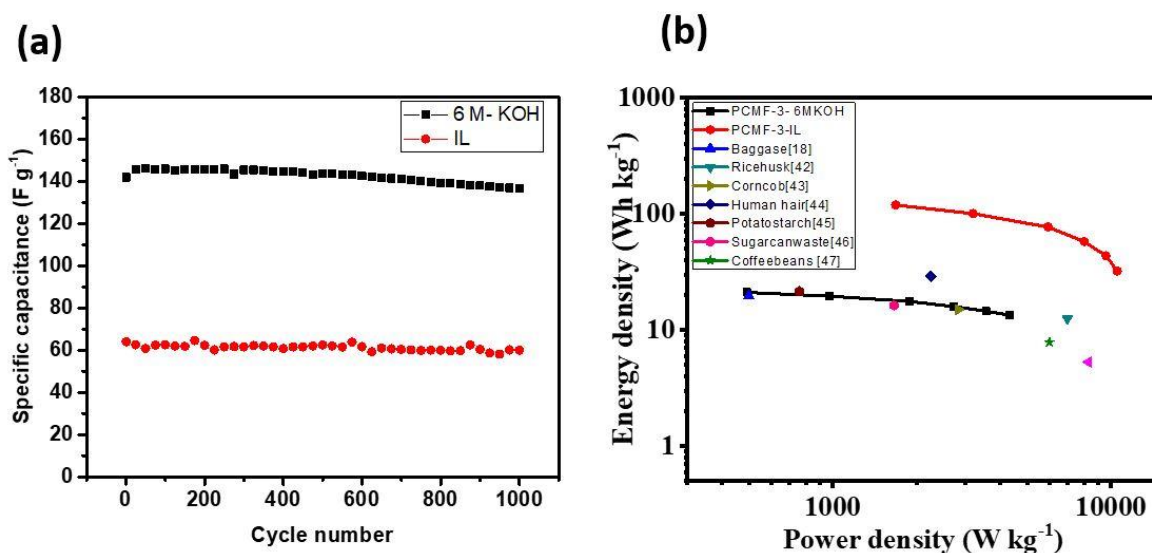 (a)
(b)
180
160
140
120
100
80
60
40
20
0
Specific capacitance (F g⁻¹)
6 M- KOH
IL
0 200 400 600 800 1000
Cycle number
1000
100
10
1
Energy density (Wh kg⁻¹)
PCMF-3- 6MKOH
PCMF-3-IL
Baggase[18]
Ricehusk[42]
Corncob[43]
Human hair[44]
Potatostarch[45]
Sugarcanwaste[46]
Coffeebeans [47]
1000 10000
Power density (W kg⁻¹)